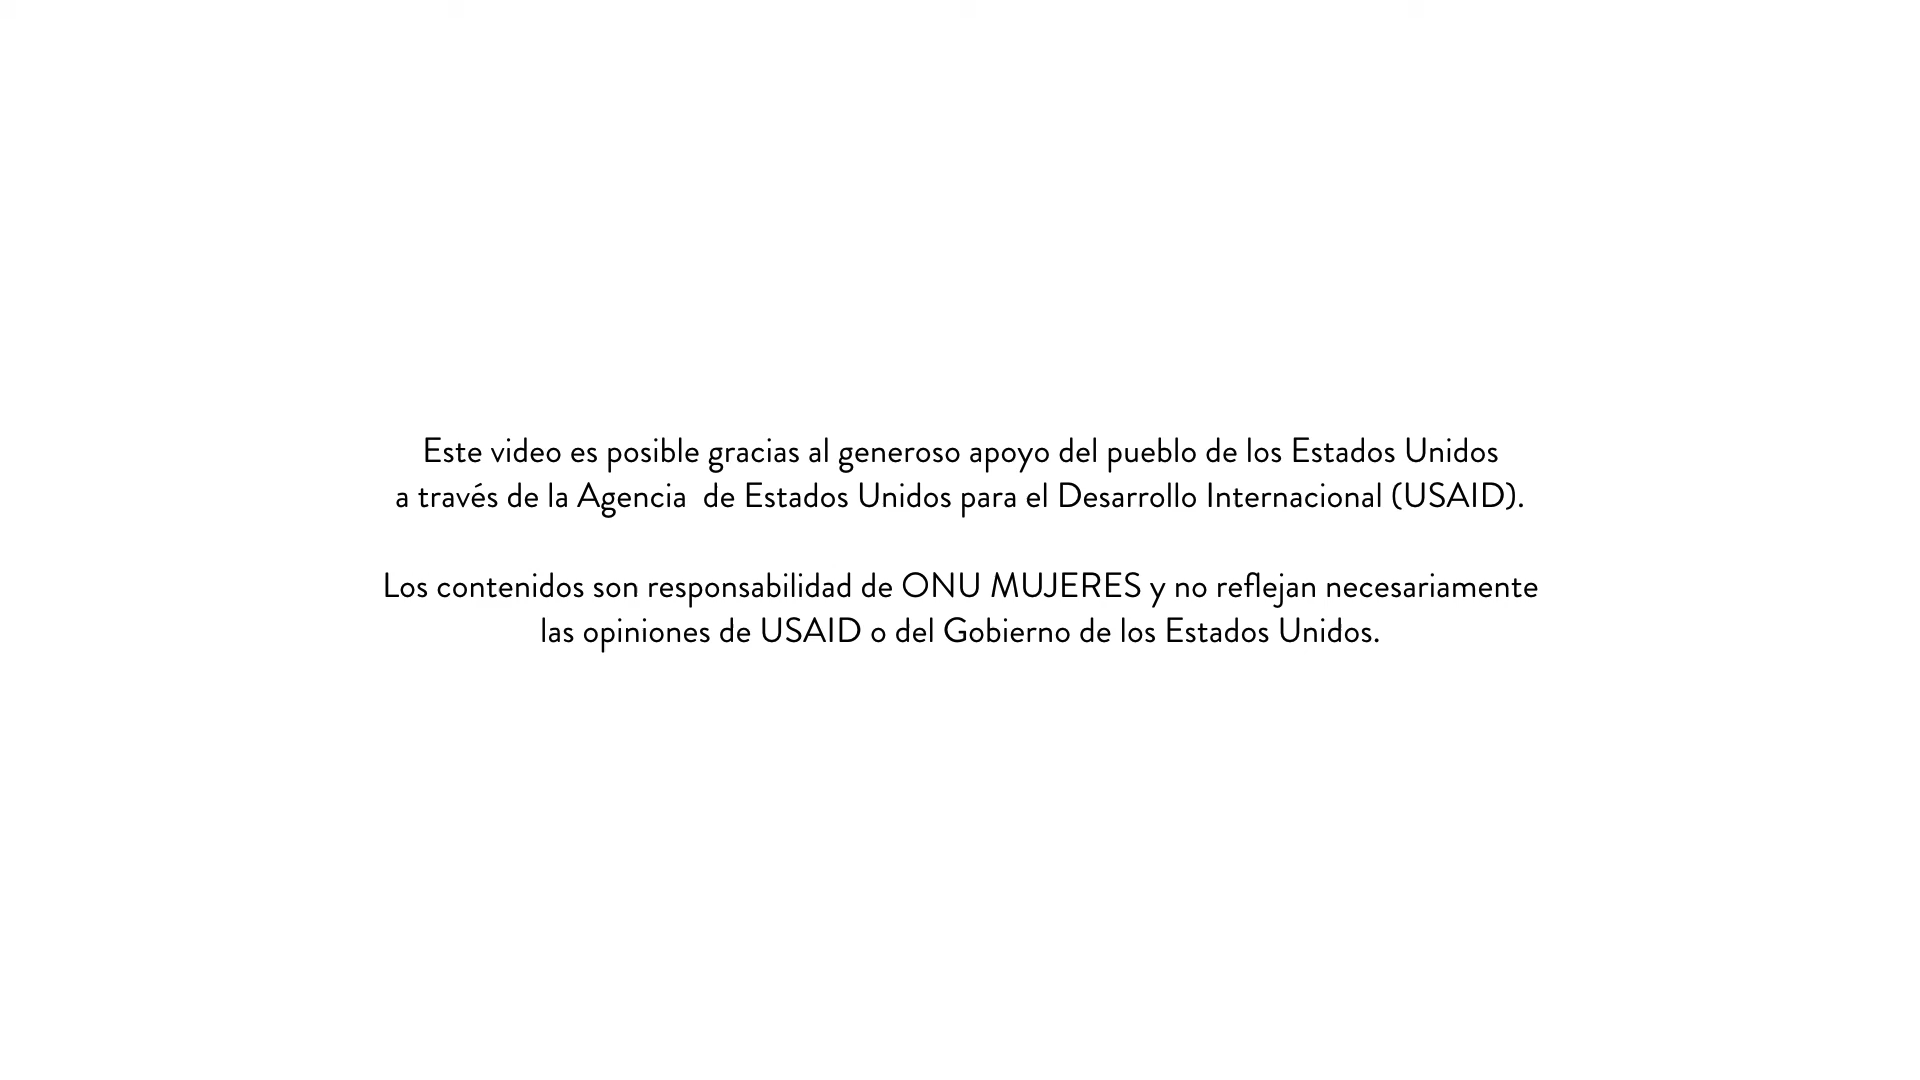 Este video es posible gracias al generoso apoyo del pueblo de los Estados Unidos
a través de la Agencia  de Estados Unidos para el Desarrollo Internacional (USAID).
Los contenidos son responsabilidad de ONU MUJERES y no reflejan necesariamente
las opiniones de USAID o del Gobierno de los Estados Unidos.